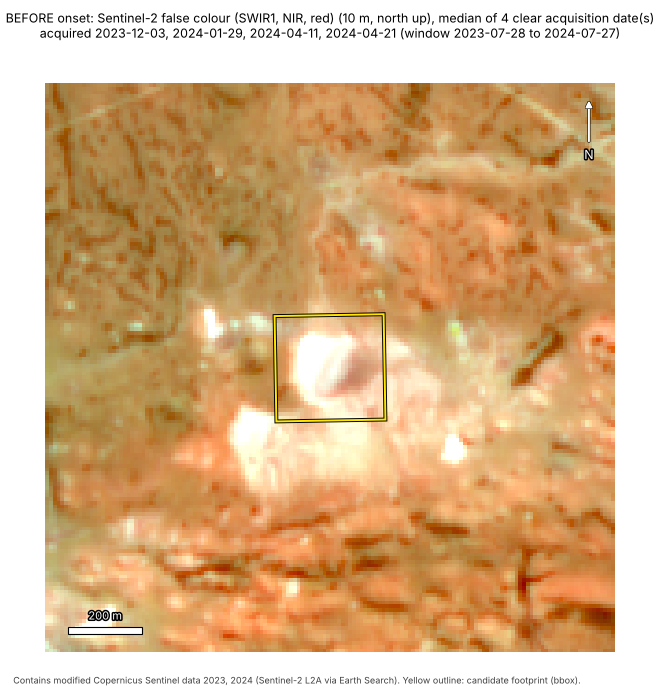 BEFORE onset: Sentinel-2 false colour (SWIR1, NIR, red) (10 m, north up), median of 4 clear acquisition date(s)
acquired 2023-12-03, 2024-01-29, 2024-04-11, 2024-04-21 (window 2023-07-28 to 2024-07-27)
N
200 m
Contains modified Copernicus Sentinel data 2023, 2024 (Sentinel-2 L2A via Earth Search). Yellow outline: candidate footprint (bbox).